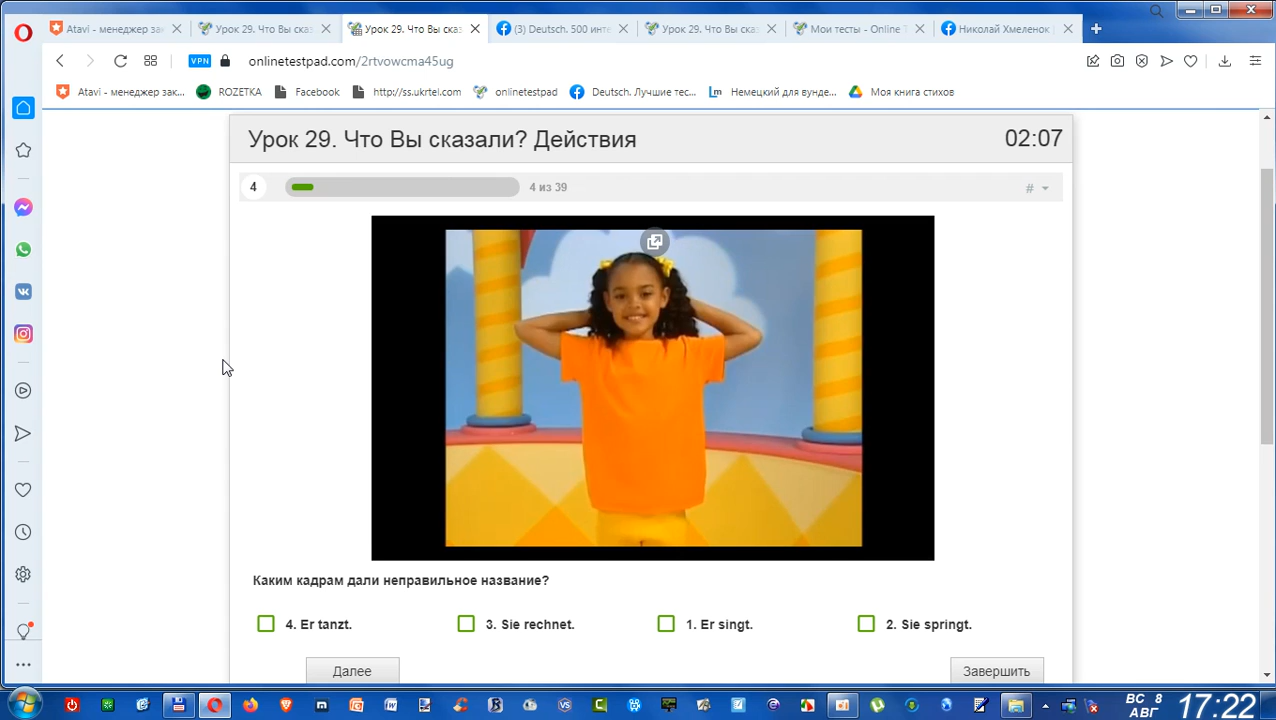 Atavi - менеджер зак
Урок 29. Что Вы сказ
Урок 29. Что Вы сказ
(3) Deutsch. 500 инте
Урок 29. Что Вы сказ
Мои тесты - Online T
Николай Хмеленок |
VPN
onlinetestpad.com/2rtvowcma45ug
Atavi - менеджер зак...
ROZETKA
Facebook
http://ss.ukrtel.com
onlinetestpad
Deutsch. Лучшие тес...
Lm Немецкий для вунде...
Моя книга стихов
Урок 29. Что Вы сказали? Действия
02:07
4
4 из 39
#
Каким кадрам дали неправильное название?
4. Er tanzt.
3. Sie rechnet.
1. Er singt.
2. Sie springt.
Далее
Завершить
ВС 8
АВГ
17:22